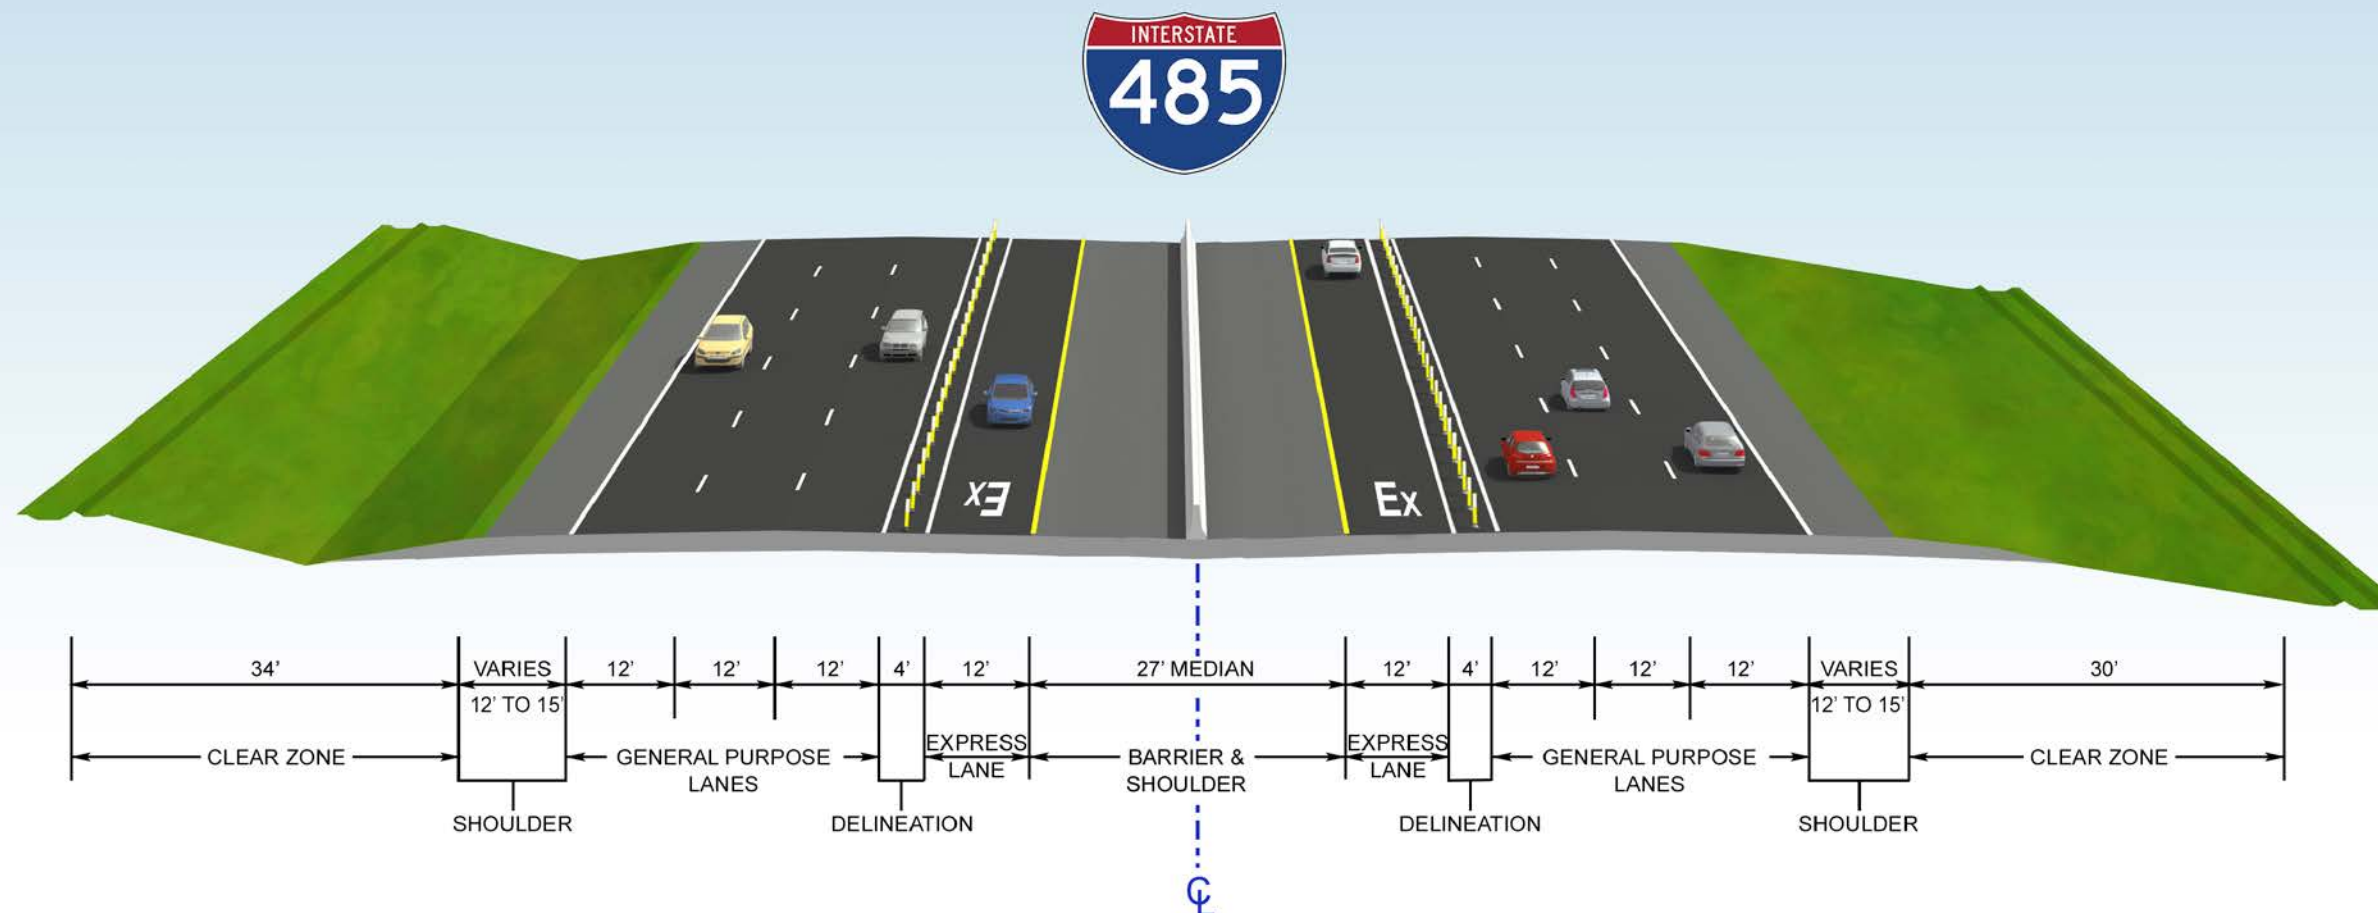 INTERSTATE
485
Ex
Ex
34' VARIES 12' 12' 12' 4' 12' 27' MEDIAN 12' 4' 12' 12' 12' VARIES 30'
12' TO 15' 12' TO 15'
CLEAR ZONE GENERAL PURPOSE EXPRESS BARRIER & EXPRESS GENERAL PURPOSE CLEAR ZONE
LANES LANE SHOULDER LANE LANES
SHOULDER DELINEATION DELINEATION SHOULDER
CL